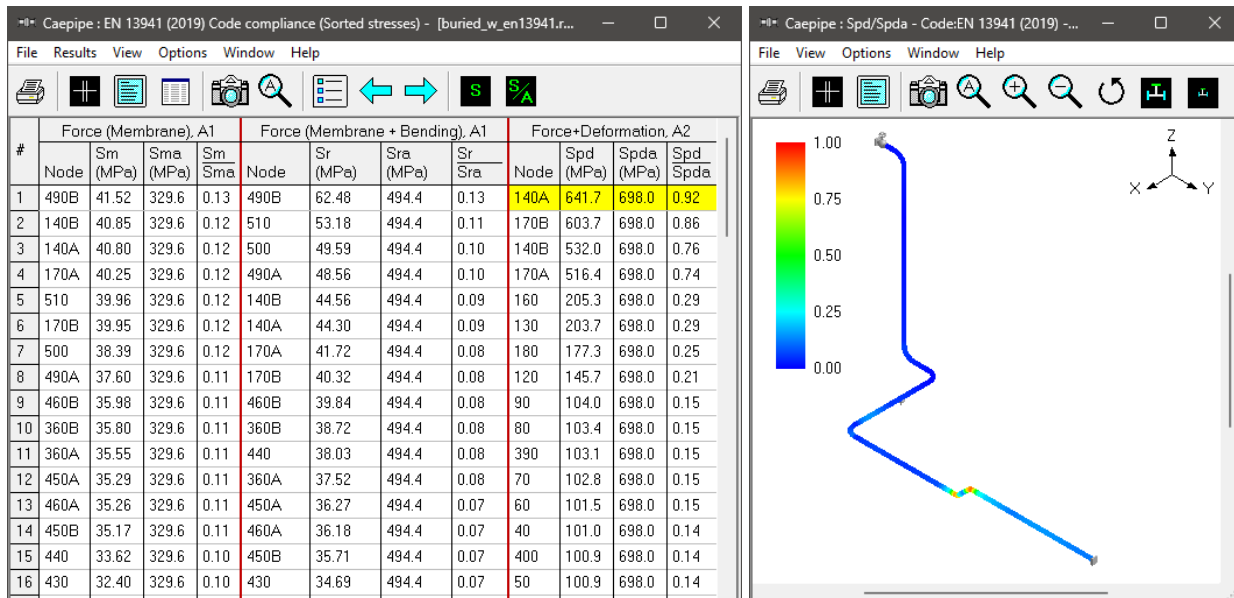 Caepipe : EN 13941 (2019) Code compliance (Sorted stresses) - [buried_w_en13941.r...
File Results View Options Window Help
# Force (Membrane), A1 Force (Membrane + Bending), A1 Force+Deformation, A2
Node Sm (MPa) Sma (MPa) Sm Sma Node Sr (MPa) Sra (MPa) Sr Sra Node Spd (MPa) Spda (MPa) Spd Spda
1 490B 41.52 329.6 0.13 490B 62.48 494.4 0.13 140A 641.7 698.0 0.92
2 140B 40.85 329.6 0.12 510 53.18 494.4 0.11 170B 603.7 698.0 0.86
3 140A 40.80 329.6 0.12 500 49.59 494.4 0.10 140B 532.0 698.0 0.76
4 170A 40.25 329.6 0.12 490A 48.56 494.4 0.10 170A 516.4 698.0 0.74
5 510 39.96 329.6 0.12 140B 44.56 494.4 0.09 160 205.3 698.0 0.29
6 170B 39.95 329.6 0.12 140A 44.30 494.4 0.09 130 203.7 698.0 0.29
7 500 38.39 329.6 0.12 170A 41.72 494.4 0.08 180 177.3 698.0 0.25
8 490A 37.60 329.6 0.11 170B 40.32 494.4 0.08 120 145.7 698.0 0.21
9 460B 35.98 329.6 0.11 460B 39.84 494.4 0.08 90 104.0 698.0 0.15
10 360B 35.80 329.6 0.11 360B 38.72 494.4 0.08 80 103.4 698.0 0.15
11 360A 35.55 329.6 0.11 440 38.03 494.4 0.08 390 103.1 698.0 0.15
12 450A 35.29 329.6 0.11 360A 37.52 494.4 0.08 70 102.8 698.0 0.15
13 460A 35.26 329.6 0.11 450A 36.27 494.4 0.07 60 101.5 698.0 0.15
14 450B 35.17 329.6 0.11 460A 36.18 494.4 0.07 40 101.0 698.0 0.14
15 440 33.62 329.6 0.10 450B 35.71 494.4 0.07 400 100.9 698.0 0.14
16 430 32.40 329.6 0.10 430 34.69 494.4 0.07 50 100.9 698.0 0.14
Caepipe : Spd/Spda - Code:EN 13941 (2019) -...
File View Options Window Help
1.00
0.75
0.50
0.25
0.00
Z
X
Y